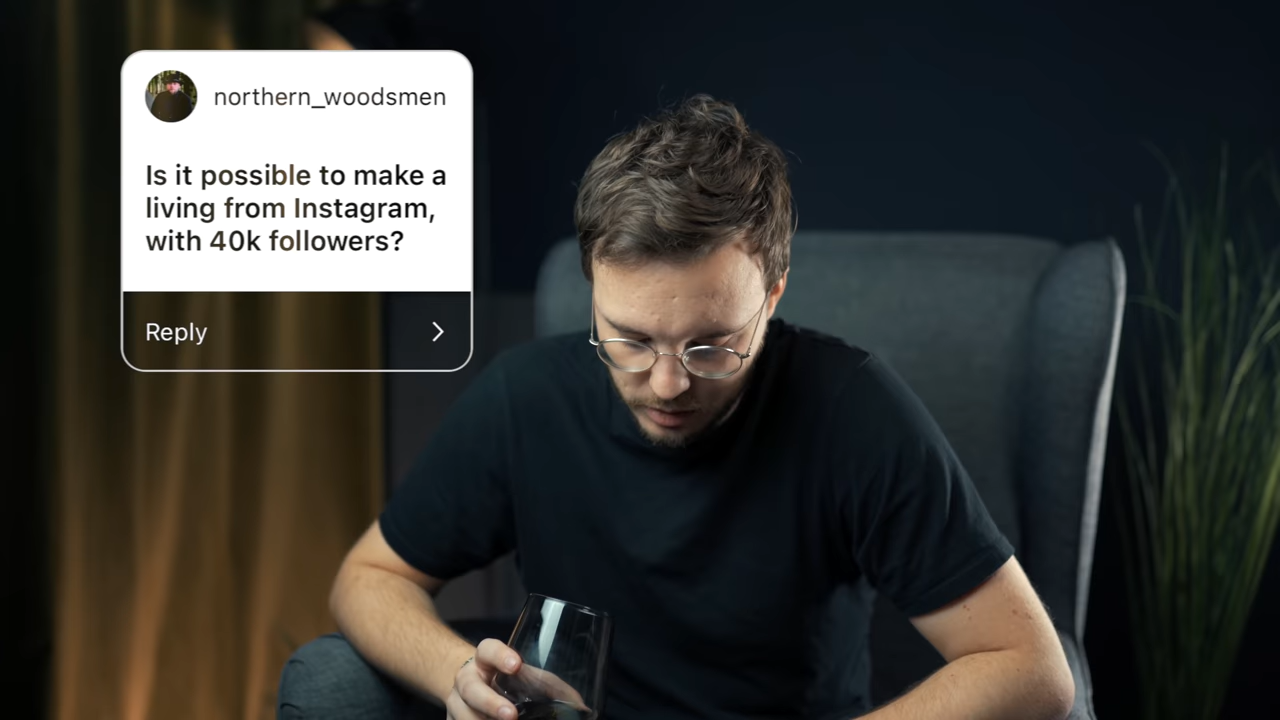 northern_woodsmen
Is it possible to make a
living from Instagram,
with 40k followers?
Reply